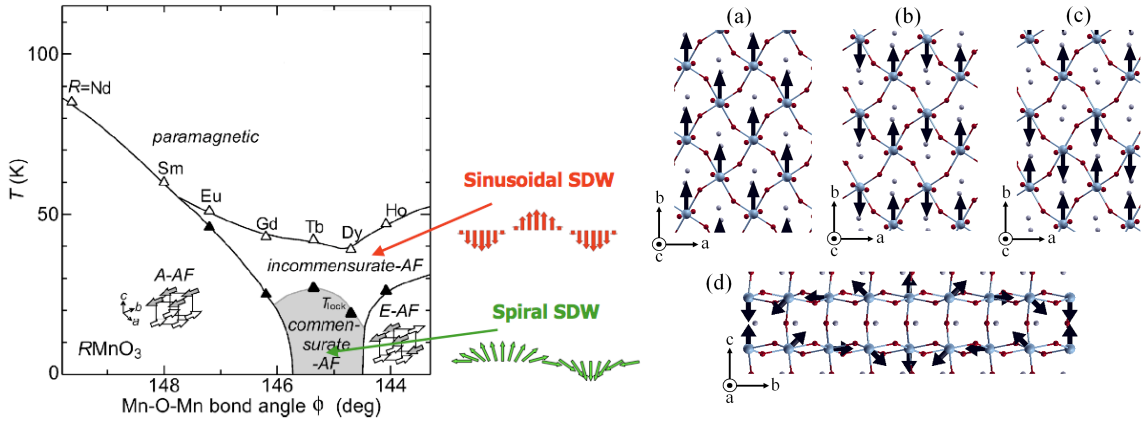 100
50
0
T (K)
R=Nd
paramagnetic
Sm
Eu
Gd
Tb
Dy
Ho
incommensurate-AF
A-AF
c
b
a
Tlock
commen-
surate
-AF
E-AF
RMnO3
148
146
144
Mn-O-Mn bond angle ϕ (deg)
Sinusoidal SDW
Spiral SDW
(a)
b
c
a
(b)
b
c
a
(c)
b
c
a
(d)
c
a
b